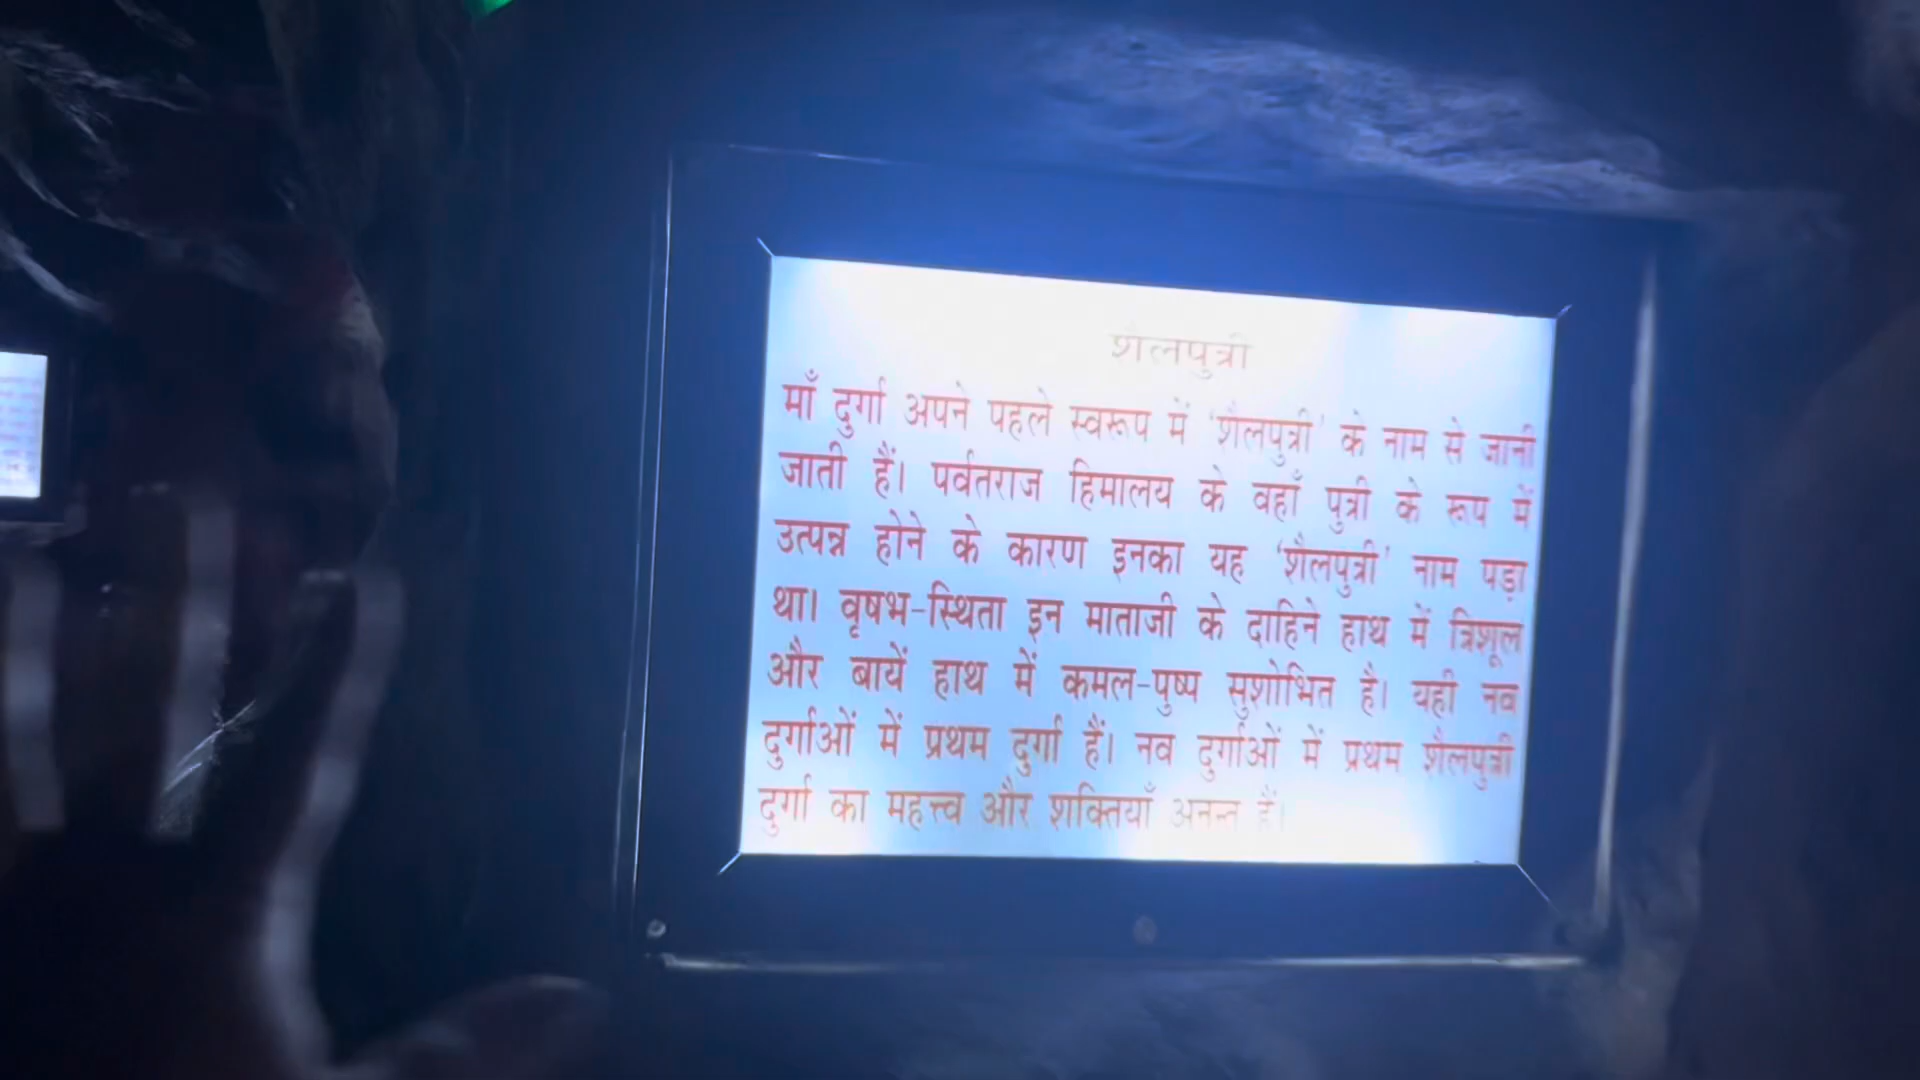 शैलपुत्री
माँ दुर्गा अपने पहले स्वरूप में ‘शैलपुत्री’ के नाम से जानी
जाती हैं। पर्वतराज हिमालय के वहाँ पुत्री के रूप में
उत्पन्न होने के कारण इनका यह ‘शैलपुत्री’ नाम पड़ा
था। वृषभ-स्थिता इन माताजी के दाहिने हाथ में त्रिशूल
और बायें हाथ में कमल-पुष्प सुशोभित है। यही नव
दुर्गाओं में प्रथम दुर्गा हैं। नव दुर्गाओं में प्रथम शैलपुत्री
दुर्गा का महत्त्व और शक्तियाँ अनन्त हैं।